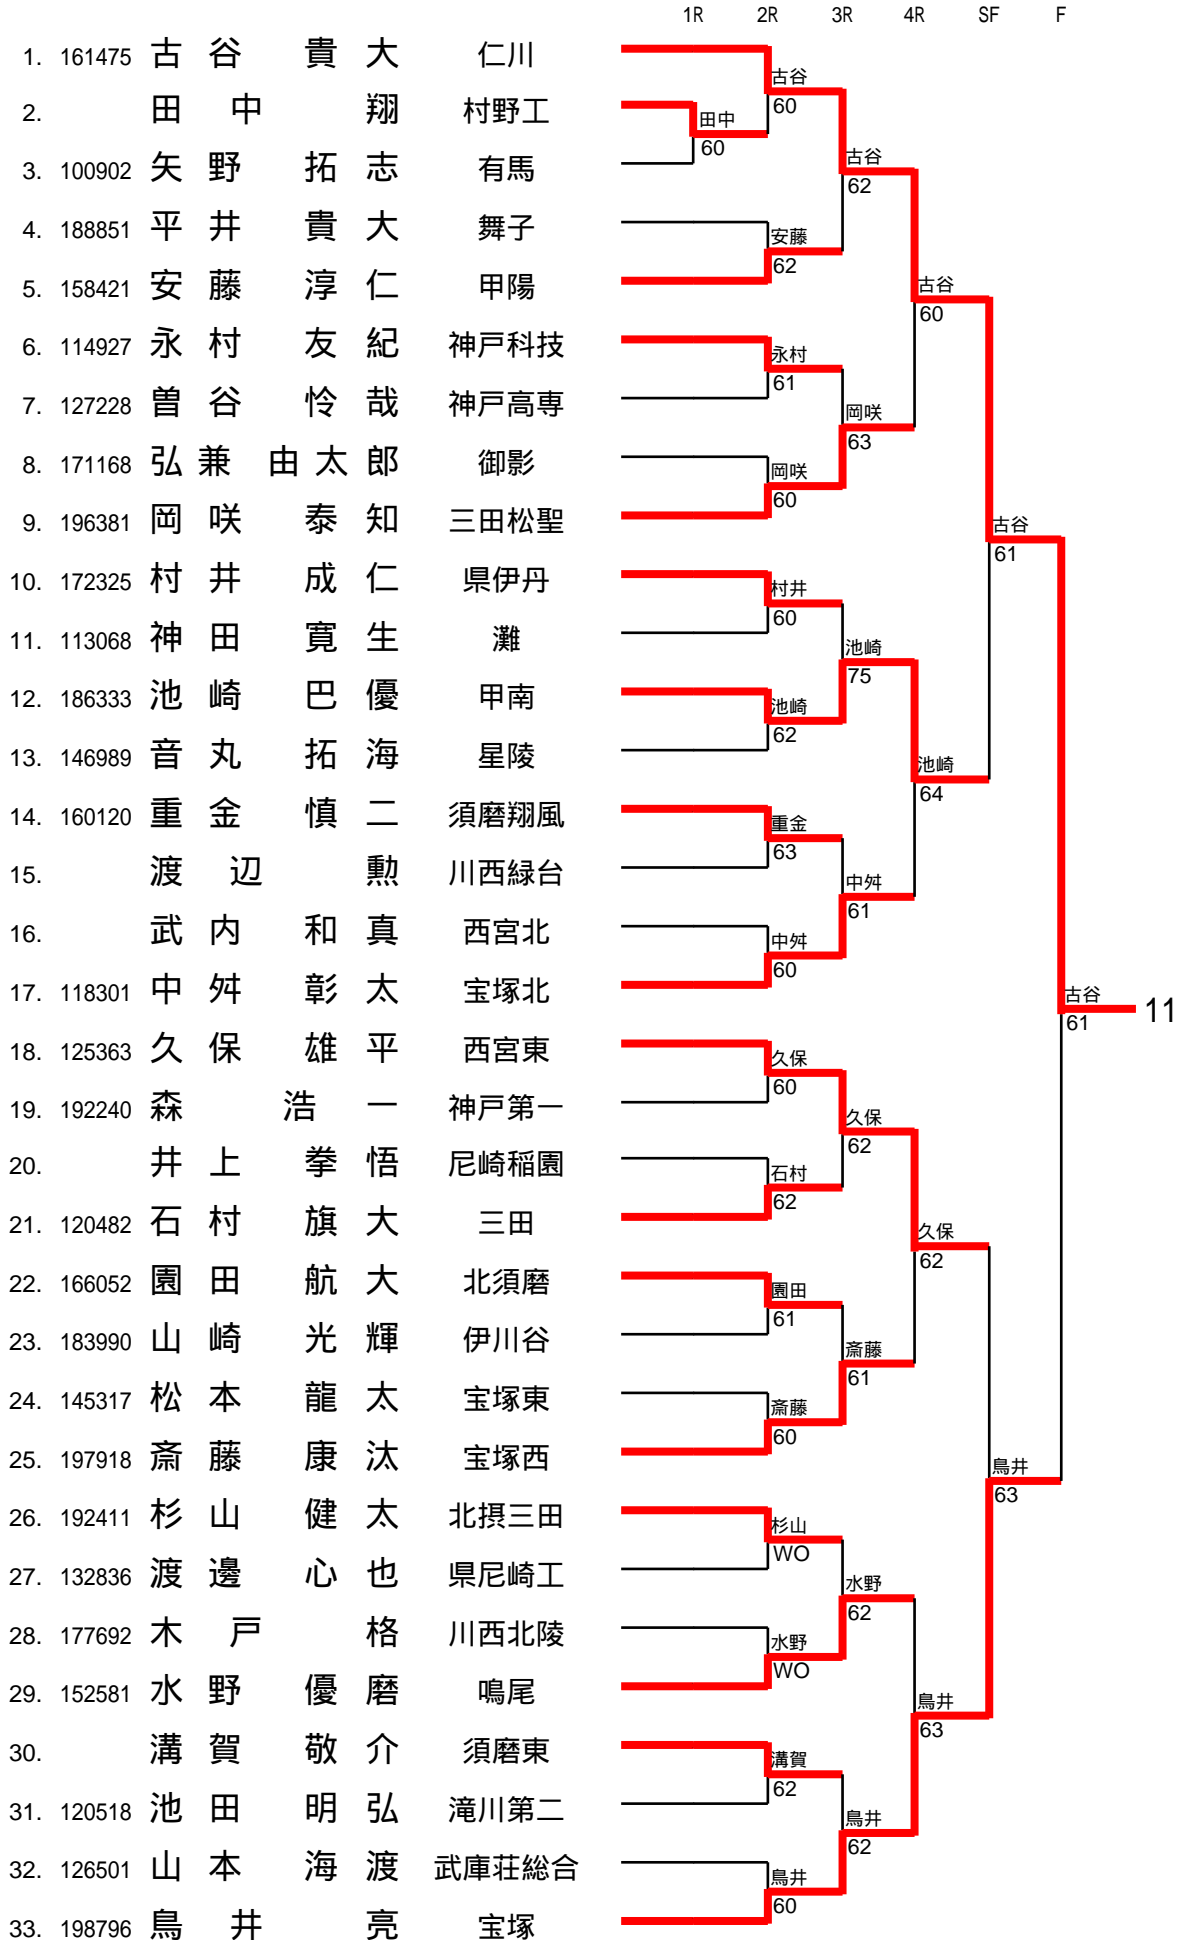 1R 2R 3R 4R SF F
1. 161475 古谷 貴大 仁川
古谷
2. 田中 翔 村野工
60
田中
60
3. 100902 矢野 拓志 有馬
古谷
62
4. 188851 平井 貴大 舞子
安藤
62
5. 158421 安藤 淳仁 甲陽
古谷
60
6. 114927 永村 友紀 神戸科技
永村
61
7. 127228 曽谷 怜哉 神戸高専
岡咲
63
8. 171168 弘兼 由太郎 御影
岡咲
60
9. 196381 岡咲 泰知 三田松聖
古谷
61
10. 172325 村井 成仁 県伊丹
村井
60
11. 113068 神田 寛生 灘
池崎
75
12. 186333 池崎 巴優 甲南
池崎
62
13. 146989 音丸 拓海 星陵
池崎
64
14. 160120 重金 慎二 須磨翔風
重金
63
15. 渡辺 勲 川西緑台
中舛
61
16. 武内 和真 西宮北
中舛
60
17. 118301 中舛 彰太 宝塚北
古谷
61
11
18. 125363 久保 雄平 西宮東
久保
60
19. 192240 森 浩一 神戸第一
久保
62
20. 井上 拳悟 尼崎稲園
石村
62
21. 120482 石村 旗大 三田
久保
62
22. 166052 園田 航大 北須磨
園田
61
23. 183990 山崎 光輝 伊川谷
斎藤
61
24. 145317 松本 龍太 宝塚東
斎藤
60
25. 197918 斎藤 康汰 宝塚西
鳥井
63
26. 192411 杉山 健太 北摂三田
杉山
WO
27. 132836 渡邊 心也 県尼崎工
水野
62
28. 177692 木戸 格 川西北陵
水野
WO
29. 152581 水野 優磨 鳴尾
鳥井
63
30. 溝賀 敬介 須磨東
溝賀
62
31. 120518 池田 明弘 滝川第二
鳥井
62
32. 126501 山本 海渡 武庫荘総合
鳥井
60
33. 198796 鳥井 亮 宝塚